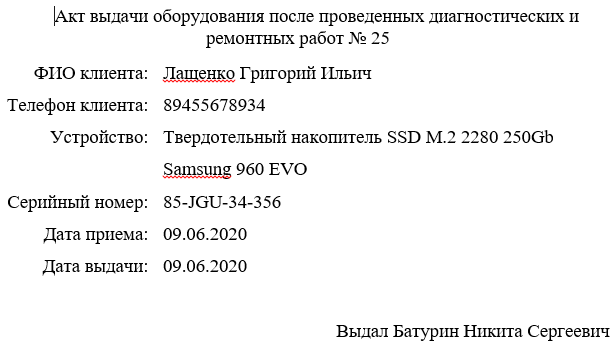 Акт выдачи оборудования после проведенных диагностических и
ремонтных работ № 25
ФИО клиента: Лащенко Григорий Ильич
Телефон клиента: 89455678934
Устройство: Твердотельный накопитель SSD M.2 2280 250Gb
Samsung 960 EVO
Серийный номер: 85-JGU-34-356
Дата приема: 09.06.2020
Дата выдачи: 09.06.2020
Выдал Батурин Никита Сергеевич